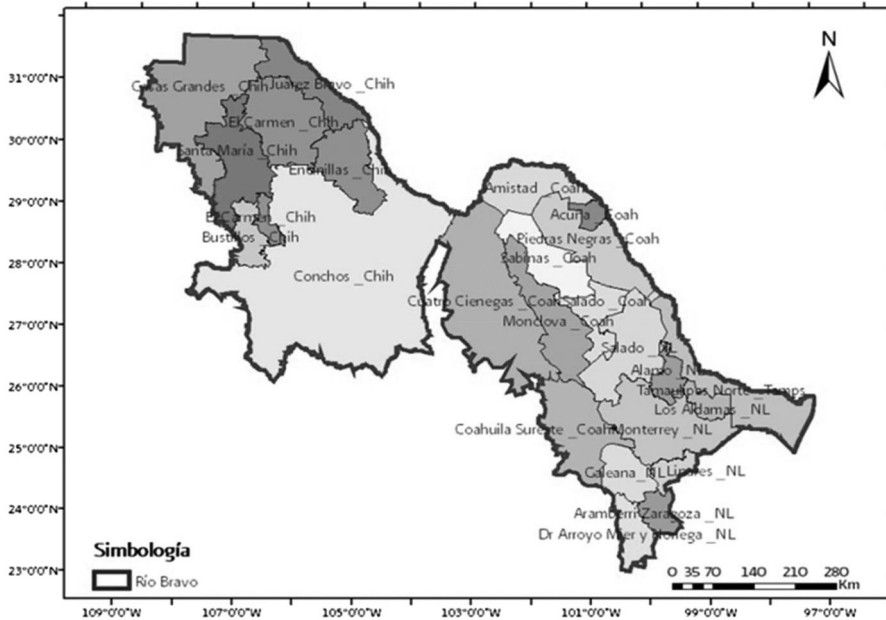 N
31°0'0"N
30°0'0"N
29°0'0"N
28°0'0"N
27°0'0"N
26°0'0"N
25°0'0"N
24°0'0"N
23°0'0"N
Casas Grandes _Chih
Juarez Bravo _Chih
El Carmen _Chih
Santa María _Chih
Encinillas _Chih
El Carmen _Chih
Bustillos _Chih
Conchos _Chih
Amistad _Coah
Acuña _Coah
Piedras Negras _Coah
Sabinas _Coah
Cuatro Cienegas _Coah
Salado _Coah
Monclova _Coah
Salado _NL
Alamo _NL
Tamaulipas Norte _Tamps
Los Aldamas _NL
Coahuila Sureste _Coah
Monterrey _NL
Galeana _NL
Linares _NL
Aramberri Zaragoza _NL
Dr Arroyo Mier y Noriega _NL
Simbología
Río Bravo
0 35 70 140 210 280
Km
109°0'0"W 107°0'0"W 105°0'0"W 103°0'0"W 101°0'0"W 99°0'0"W 97°0'0"W